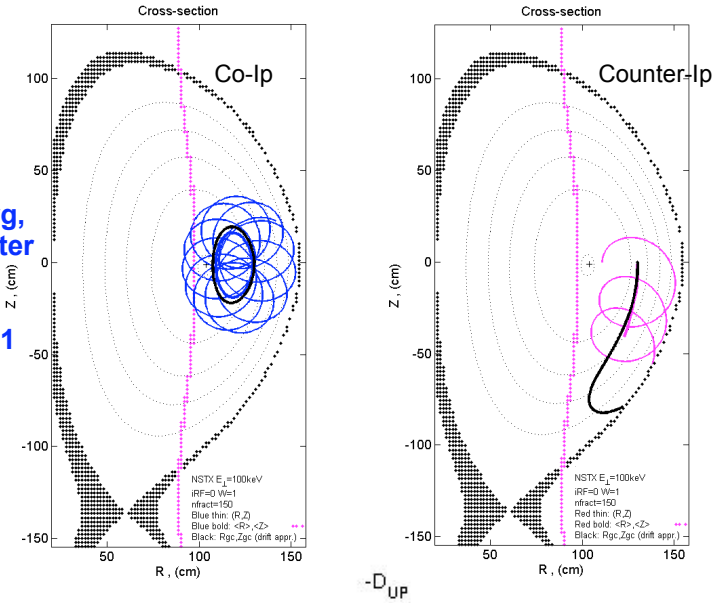 Cross-section
Co-Ip
100
50
0
-50
-100
-150
Z , (cm)
50
100
150
R , (cm)
NSTX E⊥=100keV
iRF=0 W=1
nfract=150
Blue thin: (R,Z)
Blue bold: <R>,<Z>
Black: Rgc,Zgc (drift appr.)
g,
ter
1
Cross-section
Counter-Ip
100
50
0
-50
-100
-150
Z , (cm)
50
100
150
R , (cm)
NSTX E⊥=100keV
iRF=0 W=1
nfract=150
Red thin: (R,Z)
Red bold: <R>,<Z>
Black: Rgc,Zgc (drift appr.)
-D_UP